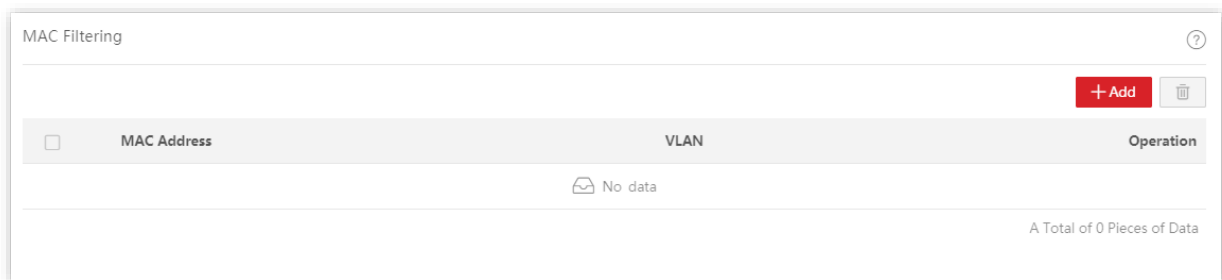 MAC Filtering
?
+ Add
MAC Address VLAN Operation
No data
A Total of 0 Pieces of Data